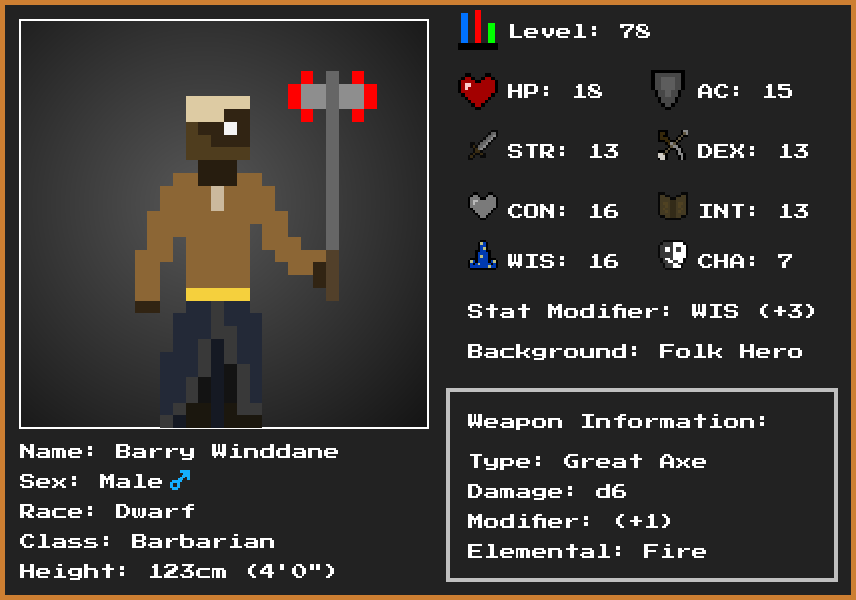 Level: 78
HP: 18
AC: 15
STR: 13
DEX: 13
CON: 16
INT: 13
WIS: 16
CHA: 7
Stat Modifier: WIS (+3)
Background: Folk Hero
Weapon Information:
Type: Great Axe
Damage: d6
Modifier: (+1)
Elemental: Fire
Name: Barry Winddane
Sex: Male ♂
Race: Dwarf
Class: Barbarian
Height: 123cm (4'0")